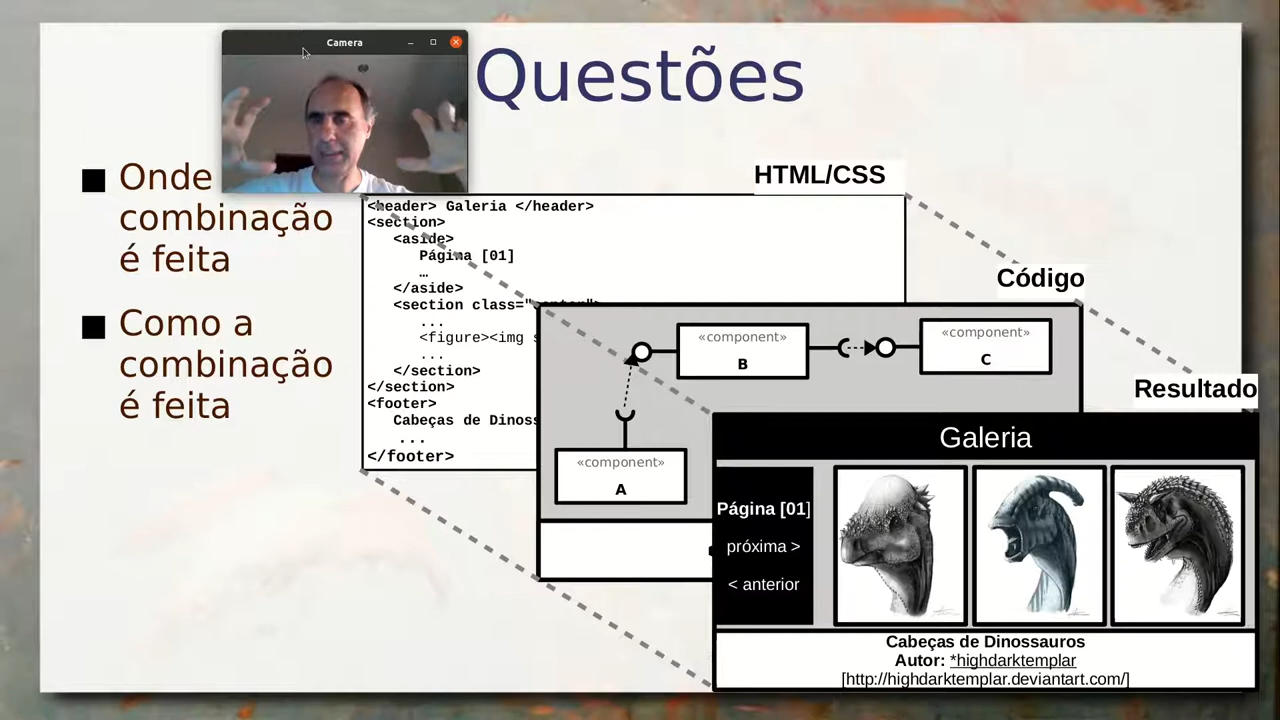 Camera
Questões
Onde
combinação
é feita
Como a
combinação
é feita
HTML/CSS
<header> Galeria </header>
<section>
<aside>
Página [01]
…
</aside>
<section class="center">
...
<figure><img s
...
</section>
</section>
<footer>
Cabeças de Dinoss
...
</footer>
Código
«component»
B
«component»
C
«component»
A
Resultado
Galeria
Página [01]
próxima >
< anterior
Cabeças de Dinossauros
Autor: *highdarktemplar
[http://highdarktemplar.deviantart.com/]